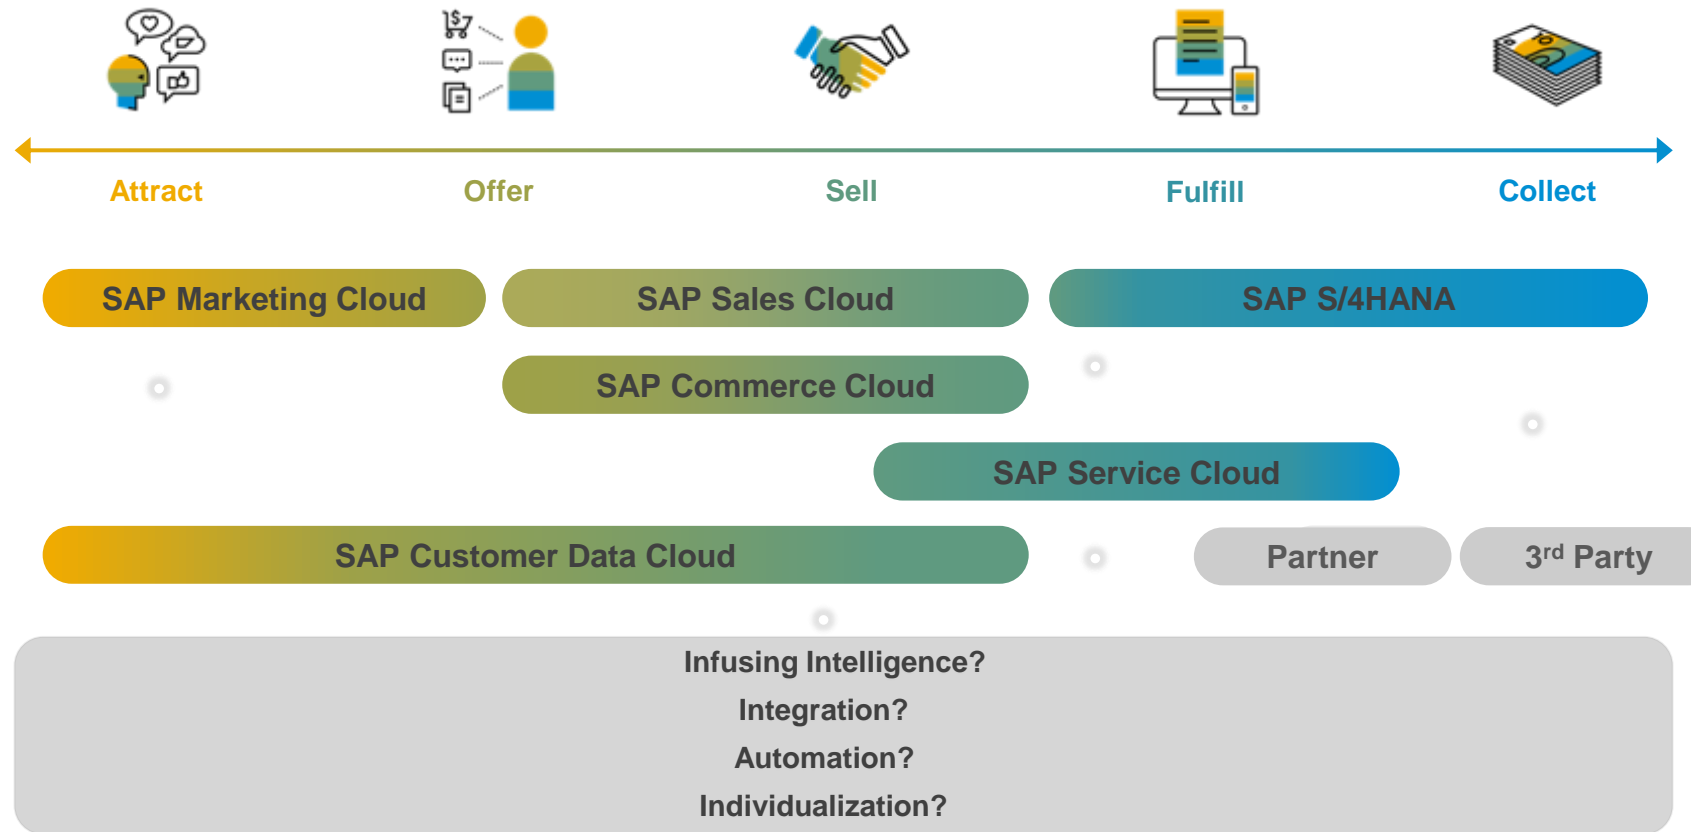 Attract
Offer
Sell
Fulfill
Collect
SAP Marketing Cloud
SAP Sales Cloud
SAP S/4HANA
SAP Commerce Cloud
SAP Service Cloud
SAP Customer Data Cloud
Partner
3rd Party
Infusing Intelligence?
Integration?
Automation?
Individualization?